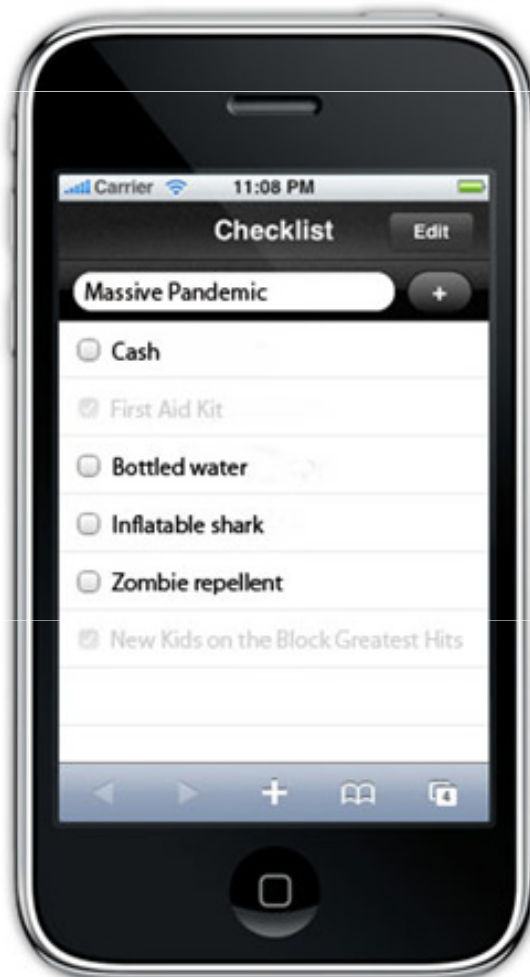 Carrier 11:08 PM
Checklist Edit
Massive Pandemic +
Cash
First Aid Kit
Bottled water
Inflatable shark
Zombie repellent
New Kids on the Block Greatest Hits
4